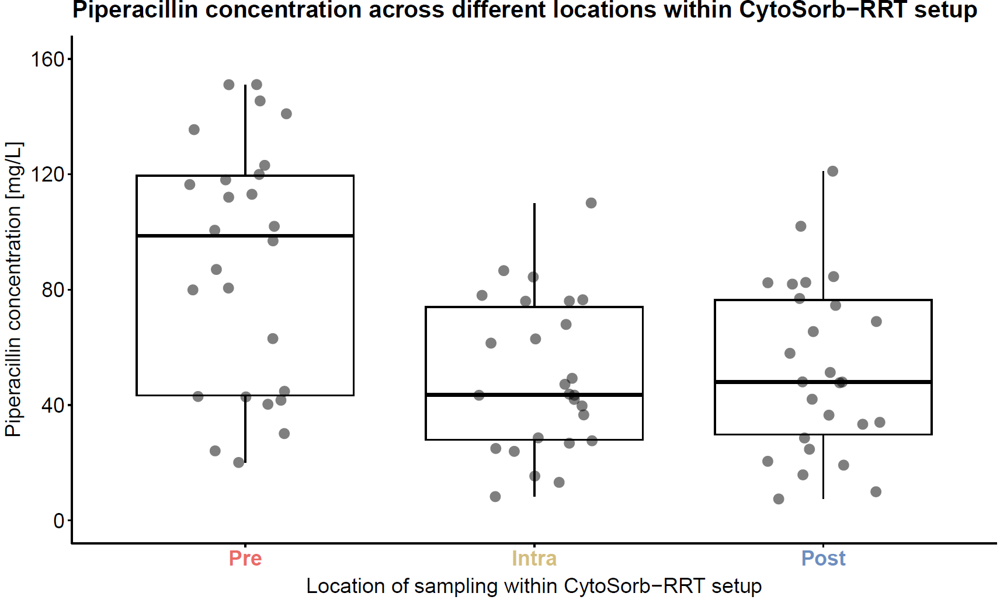 Piperacillin concentration across different locations within CytoSorb−RRT setup
Piperacillin concentration [mg/L]
160
120
80
40
0
Pre Intra Post
Location of sampling within CytoSorb−RRT setup